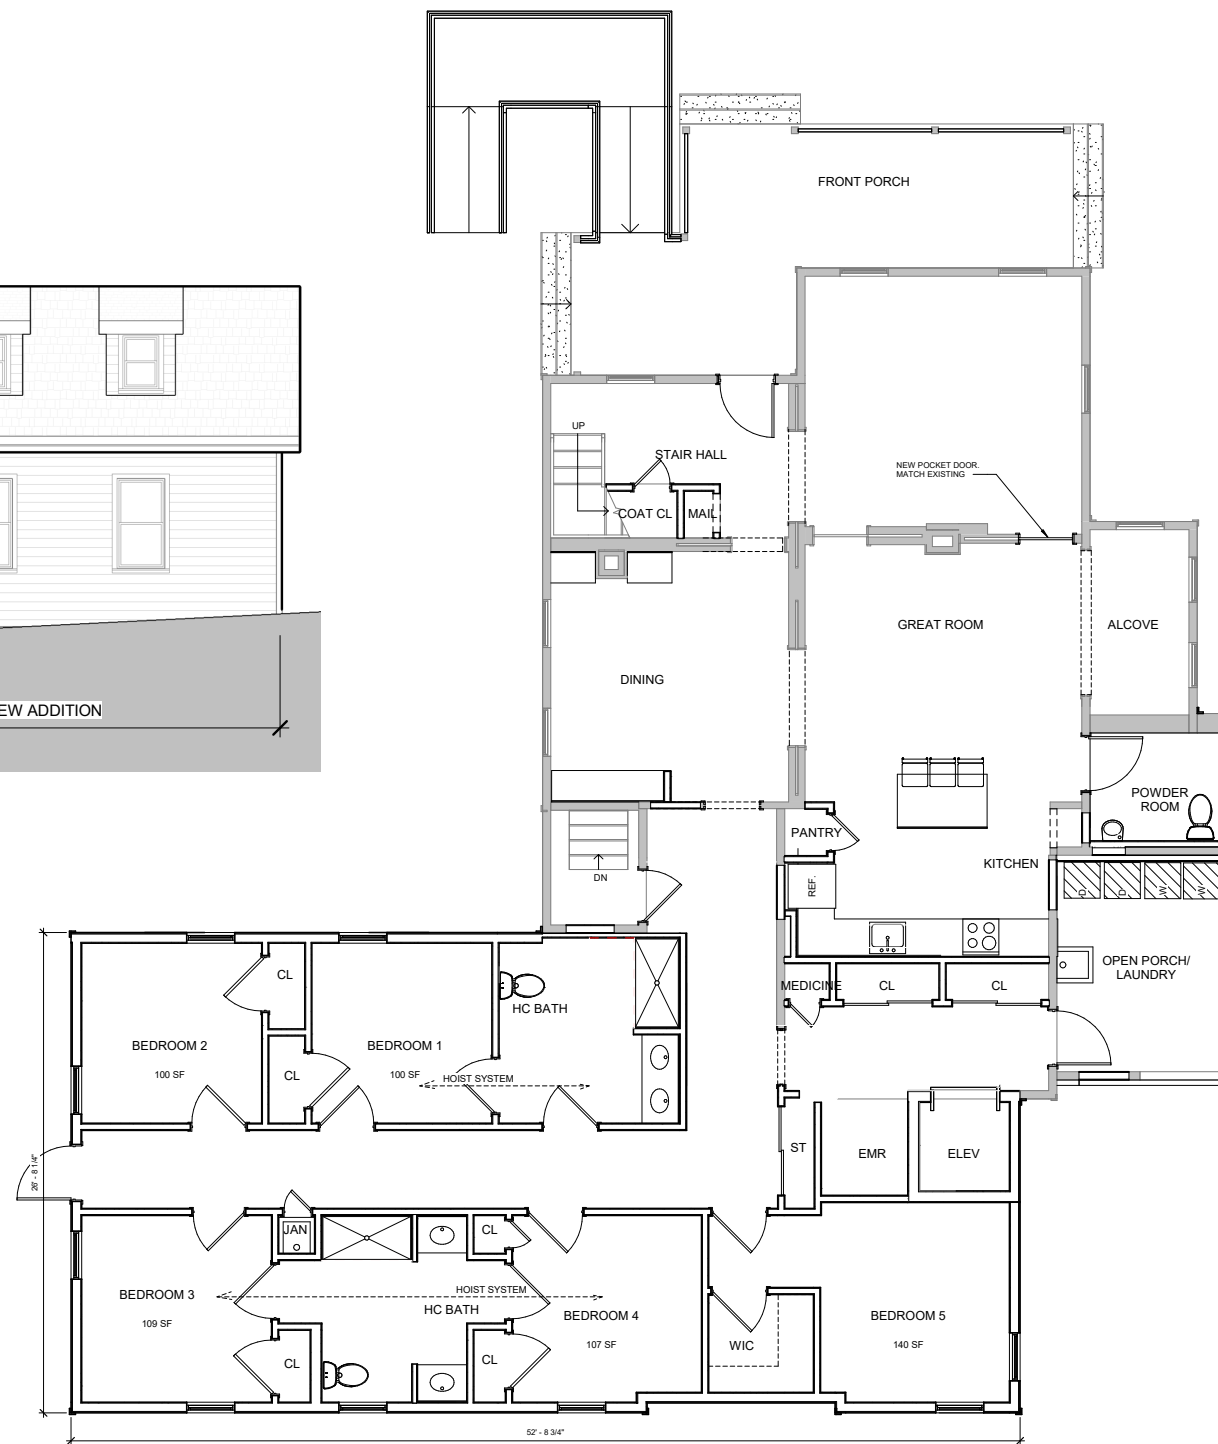 FRONT PORCH
UP
STAIR HALL
NEW POCKET DOOR.
MATCH EXISTING
COAT CL
MAIL
GREAT ROOM
ALCOVE
DINING
EW ADDITION
POWDER
ROOM
PANTRY
KITCHEN
DN
REF.
D
D
W
W
OPEN PORCH/
LAUNDRY
MEDICINE
CL
CL
CL
HC BATH
BEDROOM 2
100 SF
BEDROOM 1
100 SF
CL
HOIST SYSTEM
ST
EMR
ELEV
26' - 8 1/4"
JAN
CL
BEDROOM 3
109 SF
HOIST SYSTEM
HC BATH
BEDROOM 4
107 SF
BEDROOM 5
140 SF
WIC
CL
CL
52' - 8 3/4"